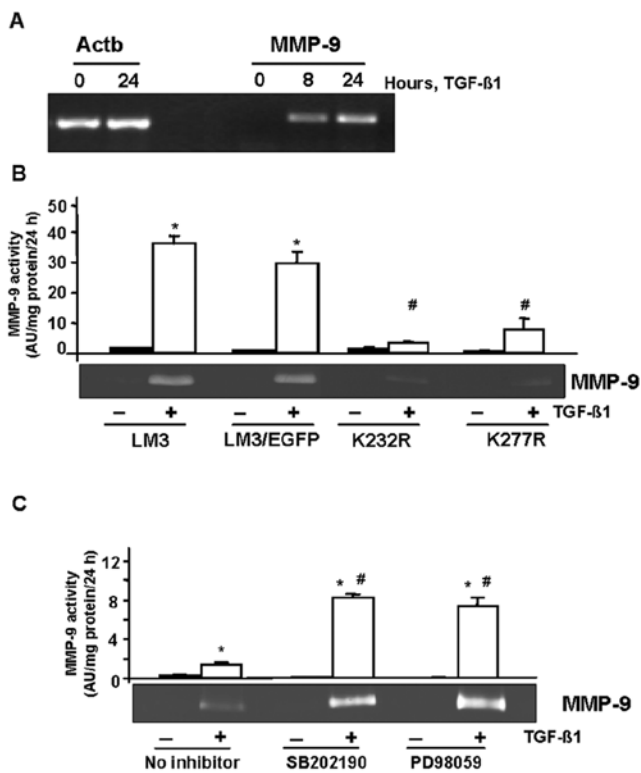 A
Actb MMP-9
0 24 0 8 24 Hours, TGF-ß1
B
MMP-9 activity
(AU/mg protein/24 h)
50
40
30
20
10
0
* * # #
MMP-9
– + – + – + – + TGF-ß1
LM3 LM3/EGFP K232R K277R
C
MMP-9 activity
(AU/mg protein/24 h)
12
8
4
0
* * # * #
MMP-9
– + – + – + TGF-ß1
No inhibitor SB202190 PD98059